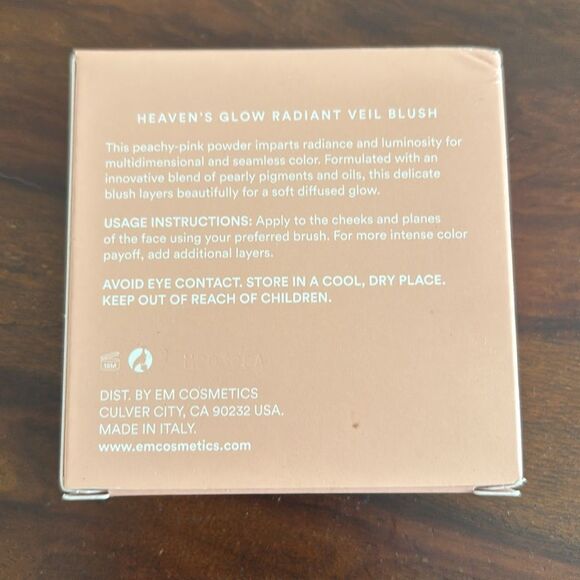 HEAVEN'S GLOW RADIANT VEIL BLUSH
This peachy-pink powder imparts radiance and luminosity for
multidimensional and seamless color. Formulated with an
innovative blend of pearly pigments and oils, this delicate
blush layers beautifully for a soft diffused glow.
USAGE INSTRUCTIONS: Apply to the cheeks and planes
of the face using your preferred brush. For more intense color
payoff, add additional layers.
AVOID EYE CONTACT. STORE IN A COOL, DRY PLACE.
KEEP OUT OF REACH OF CHILDREN.
18M
DIST. BY EM COSMETICS
CULVER CITY, CA 90232 USA.
MADE IN ITALY.
www.emcosmetics.com